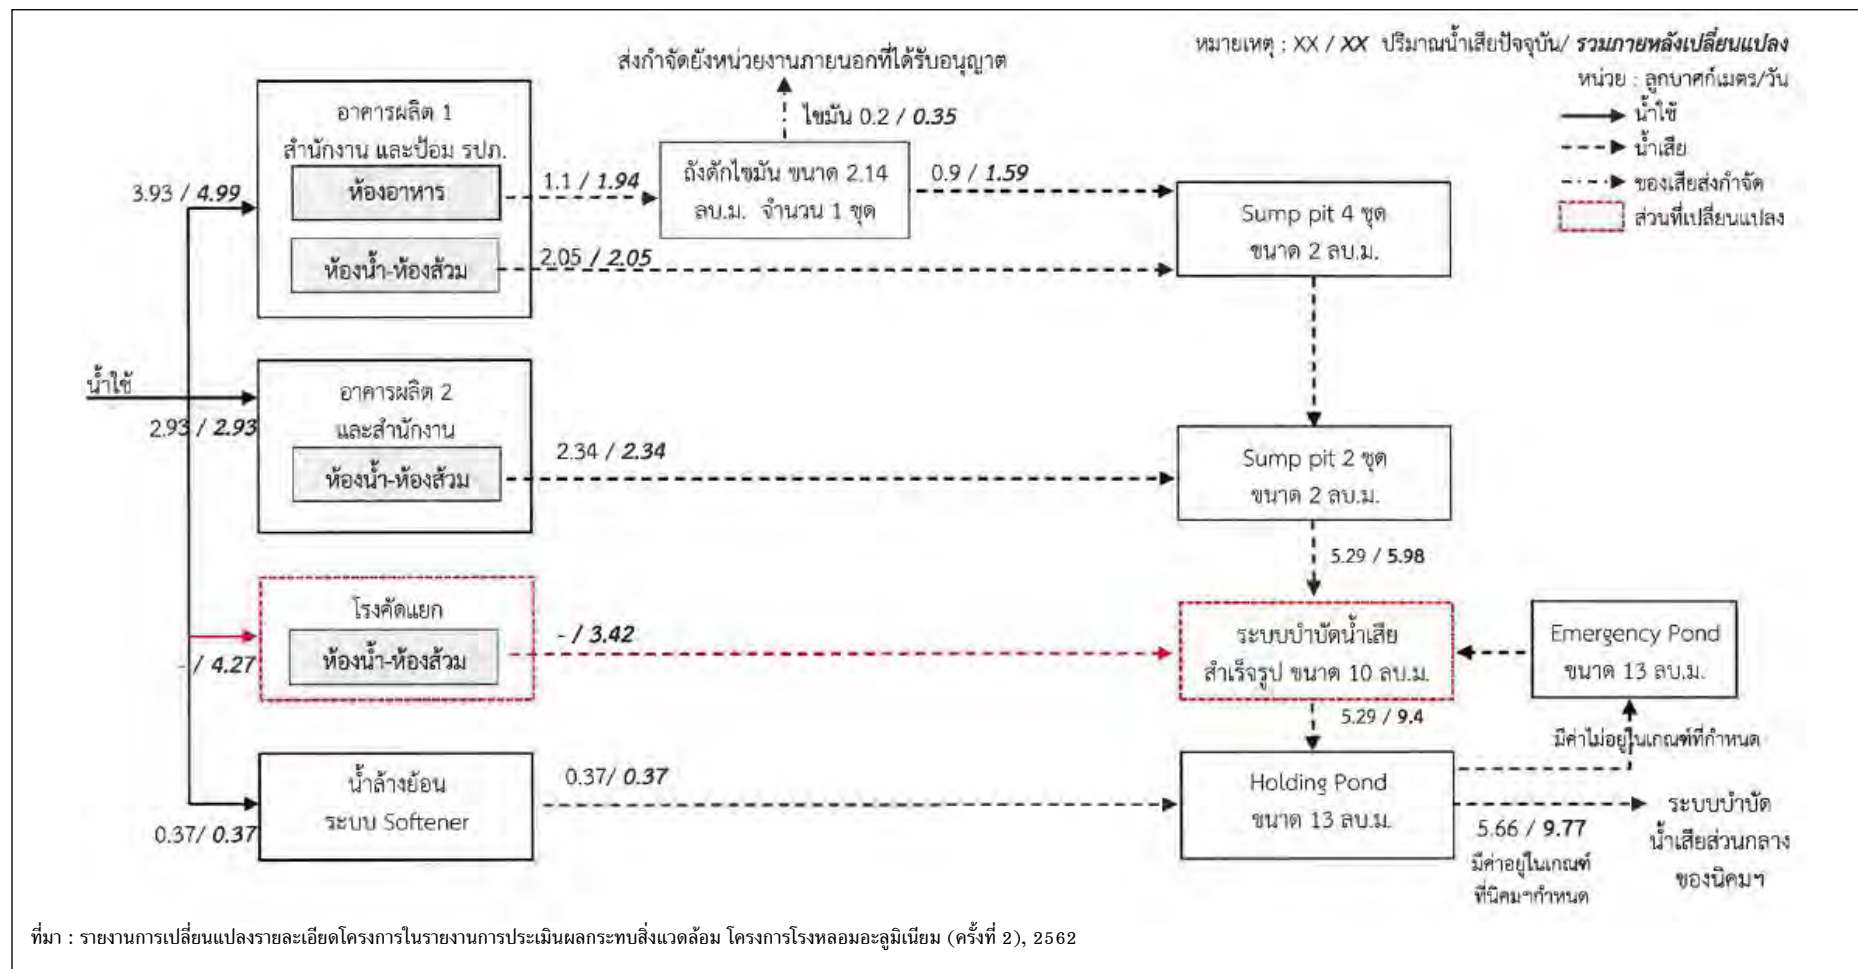 หมายเหตุ : XX / XX ปริมาณน้ำเสียปัจจุบัน/ รวมภายหลังเปลี่ยนแปลง
หน่วย : ลูกบาศก์เมตร/วัน
น้ำใช้
น้ำเสีย
ของเสียส่งกำจัด
ส่วนที่เปลี่ยนแปลง
ส่งกำจัดยังหน่วยงานภายนอกที่ได้รับอนุญาต
ไขมัน 0.2 / 0.35
อาคารผลิต 1
สำนักงาน และป้อม รปภ.
3.93 / 4.99
ห้องอาหาร
1.1 / 1.94
ถังดักไขมัน ขนาด 2.14
ลบ.ม. จำนวน 1 ชุด
0.9 / 1.59
Sump pit 4 ชุด
ขนาด 2 ลบ.ม.
ห้องน้ำ-ห้องส้วม
2.05 / 2.05
น้ำใช้
2.93 / 2.93
อาคารผลิต 2
และสำนักงาน
ห้องน้ำ-ห้องส้วม
2.34 / 2.34
Sump pit 2 ชุด
ขนาด 2 ลบ.ม.
5.29 / 5.98
โรงคัดแยก
ห้องน้ำ-ห้องส้วม
- / 4.27
- / 3.42
ระบบบำบัดน้ำเสีย
สำเร็จรูป ขนาด 10 ลบ.ม.
Emergency Pond
ขนาด 13 ลบ.ม.
5.29 / 9.4
มีค่าไม่อยู่ในเกณฑ์ที่กำหนด
น้ำล้างย้อน
ระบบ Softener
0.37/ 0.37
0.37/ 0.37
Holding Pond
ขนาด 13 ลบ.ม.
5.66 / 9.77
มีค่าอยู่ในเกณฑ์
ที่นิคมฯกำหนด
ระบบบำบัด
น้ำเสียส่วนกลาง
ของนิคมฯ
ที่มา : รายงานการเปลี่ยนแปลงรายละเอียดโครงการในรายงานการประเมินผลกระทบสิ่งแวดล้อม โครงการโรงหลอมอะลูมิเนียม (ครั้งที่ 2), 2562